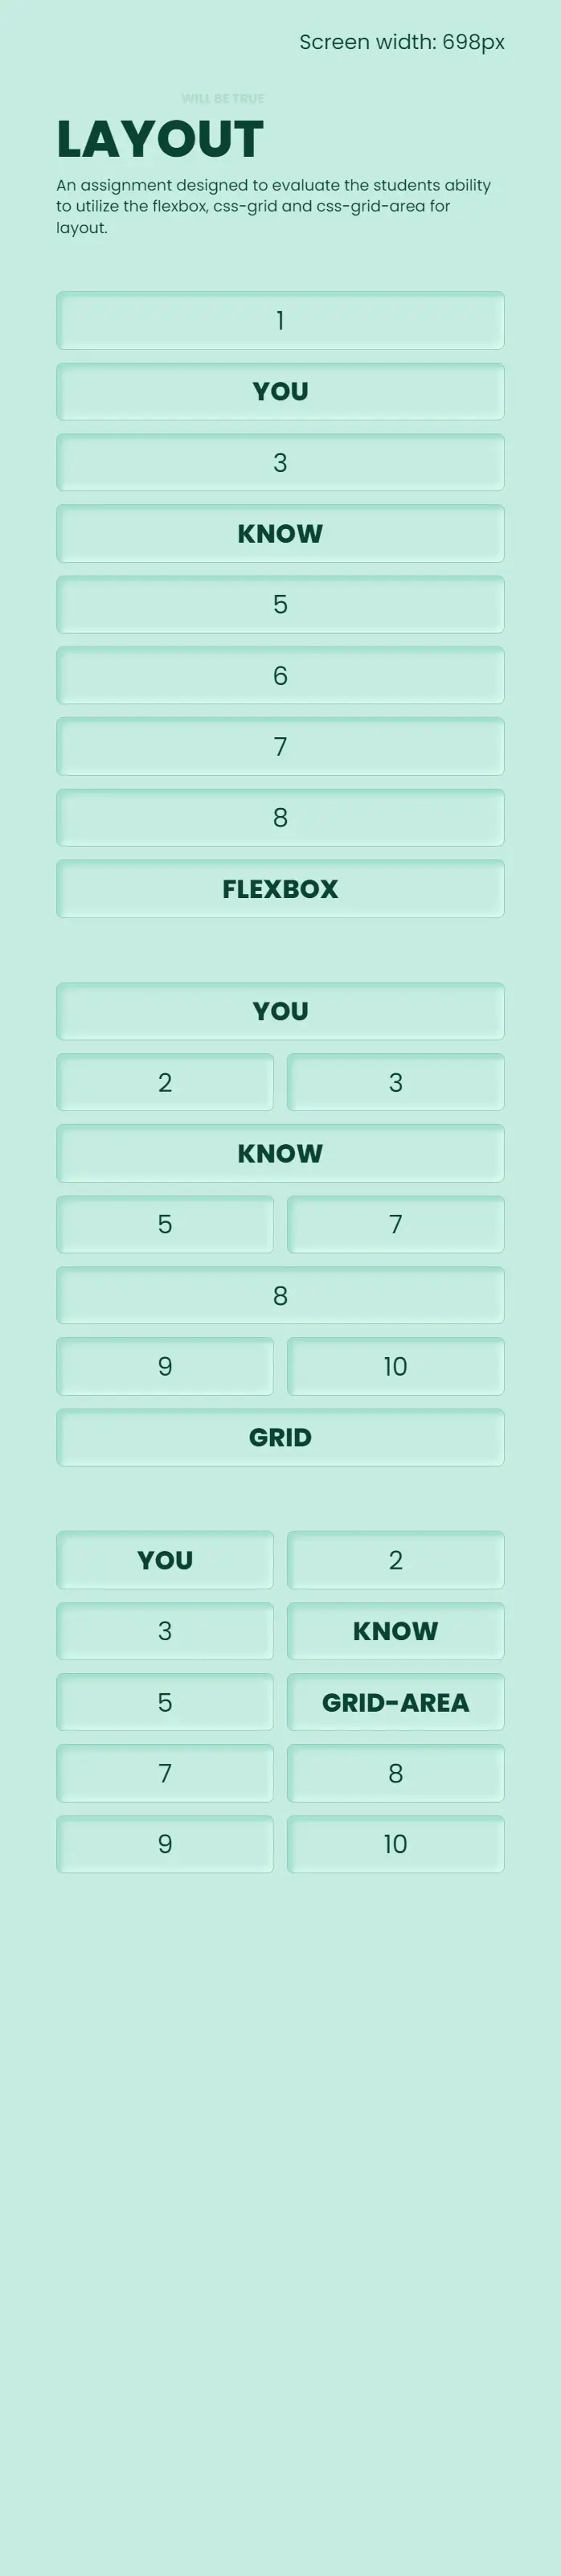 Screen width: 698px
WILL BE TRUE
LAYOUT
An assignment designed to evaluate the students ability
to utilize the flexbox, css-grid and css-grid-area for
layout.
1
YOU
3
KNOW
5
6
7
8
FLEXBOX
YOU
2 3
KNOW
5 7
8
9 10
GRID
YOU 2
3 KNOW
5 GRID-AREA
7 8
9 10